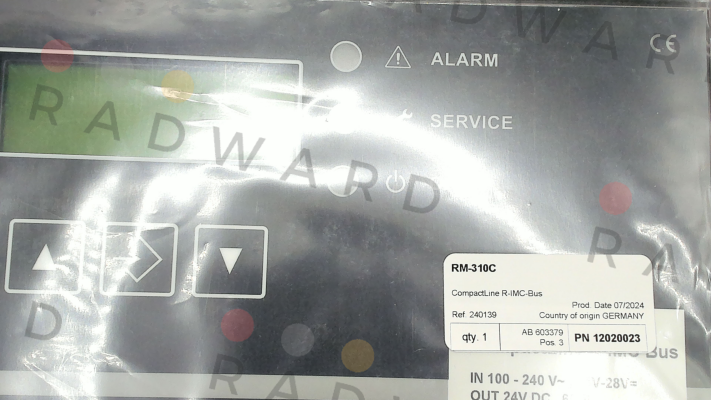 RADWARD
CE
ALARM
RADWARD
SERVICE
RM-310C
CompactLine R-IMC-Bus
Prod. Date 07/2024
Ref. 240139
Country of origin GERMANY
qty. 1
AB 603379
Pos. 3
PN 12020023
Bus
IN 100 - 240 V~
V-28V=
OUT 24V DC